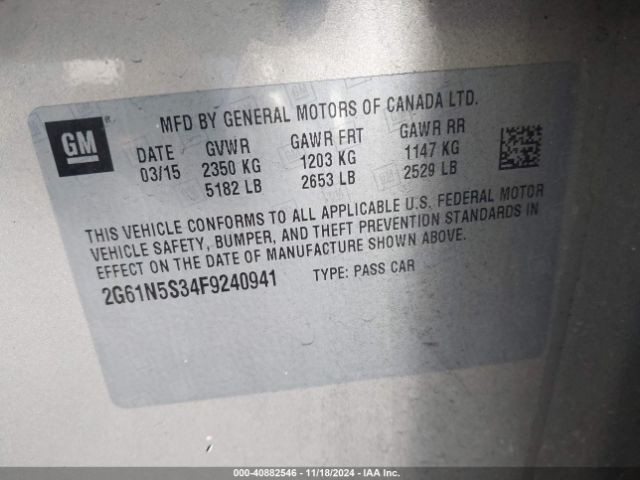 GM
MFD BY GENERAL MOTORS OF CANADA LTD.
DATE GVWR GAWR FRT GAWR RR
03/15 2350 KG 1203 KG 1147 KG
5182 LB 2653 LB 2529 LB
THIS VEHICLE CONFORMS TO ALL APPLICABLE U.S. FEDERAL MOTOR
VEHICLE SAFETY, BUMPER, AND THEFT PREVENTION STANDARDS IN
EFFECT ON THE DATE OF MANUFACTURE SHOWN ABOVE.
2G61N5S34F9240941 TYPE: PASS CAR
000-40882546 - 11/18/2024 - IAA Inc.